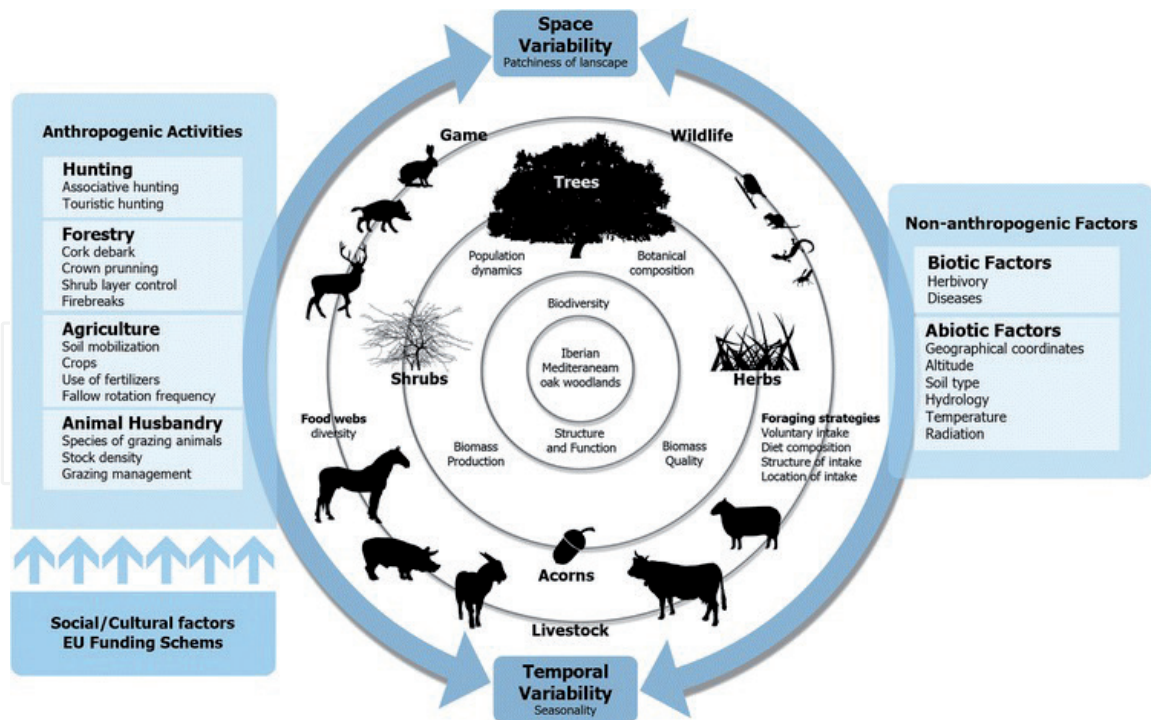 Space
Variability
Patchiness of lanscape
Anthropogenic Activities
Hunting
Associative hunting
Touristic hunting
Forestry
Cork debark
Crown prunning
Shrub layer control
Firebreaks
Agriculture
Soil mobilization
Crops
Use of fertilizers
Fallow rotation frequency
Animal Husbandry
Species of grazing animals
Stock density
Grazing management
Social/Cultural factors
EU Funding Schems
Game
Wildlife
Trees
Population
dynamics
Botanical
composition
Biodiversity
Iberian
Mediteraneam
oak woodlands
Shrubs
Herbs
Food webs
diversity
Biomass
Production
Structure
and Function
Biomass
Quality
Foraging strategies
Voluntary intake
Diet composition
Structure of intake
Location of intake
Acorns
Livestock
Non-anthropogenic Factors
Biotic Factors
Herbivory
Diseases
Abiotic Factors
Geographical coordinates
Altitude
Soil type
Hydrology
Temperature
Radiation
Temporal
Variability
Seasonality